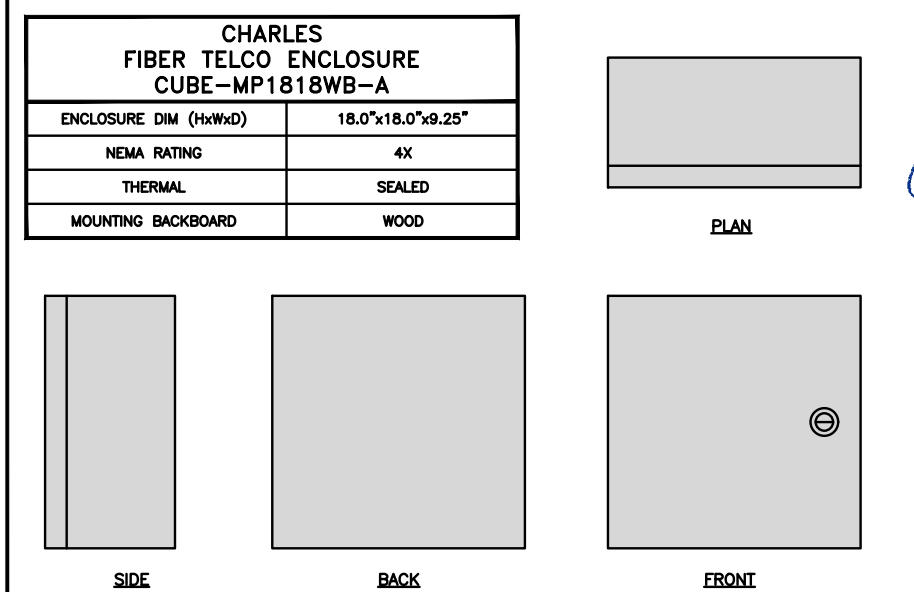 CHARLES
FIBER TELCO ENCLOSURE
CUBE-MP1818WB-A
ENCLOSURE DIM (HxWxD) 18.0"x18.0"x9.25"
NEMA RATING 4X
THERMAL SEALED
MOUNTING BACKBOARD WOOD
PLAN
SIDE
BACK
FRONT